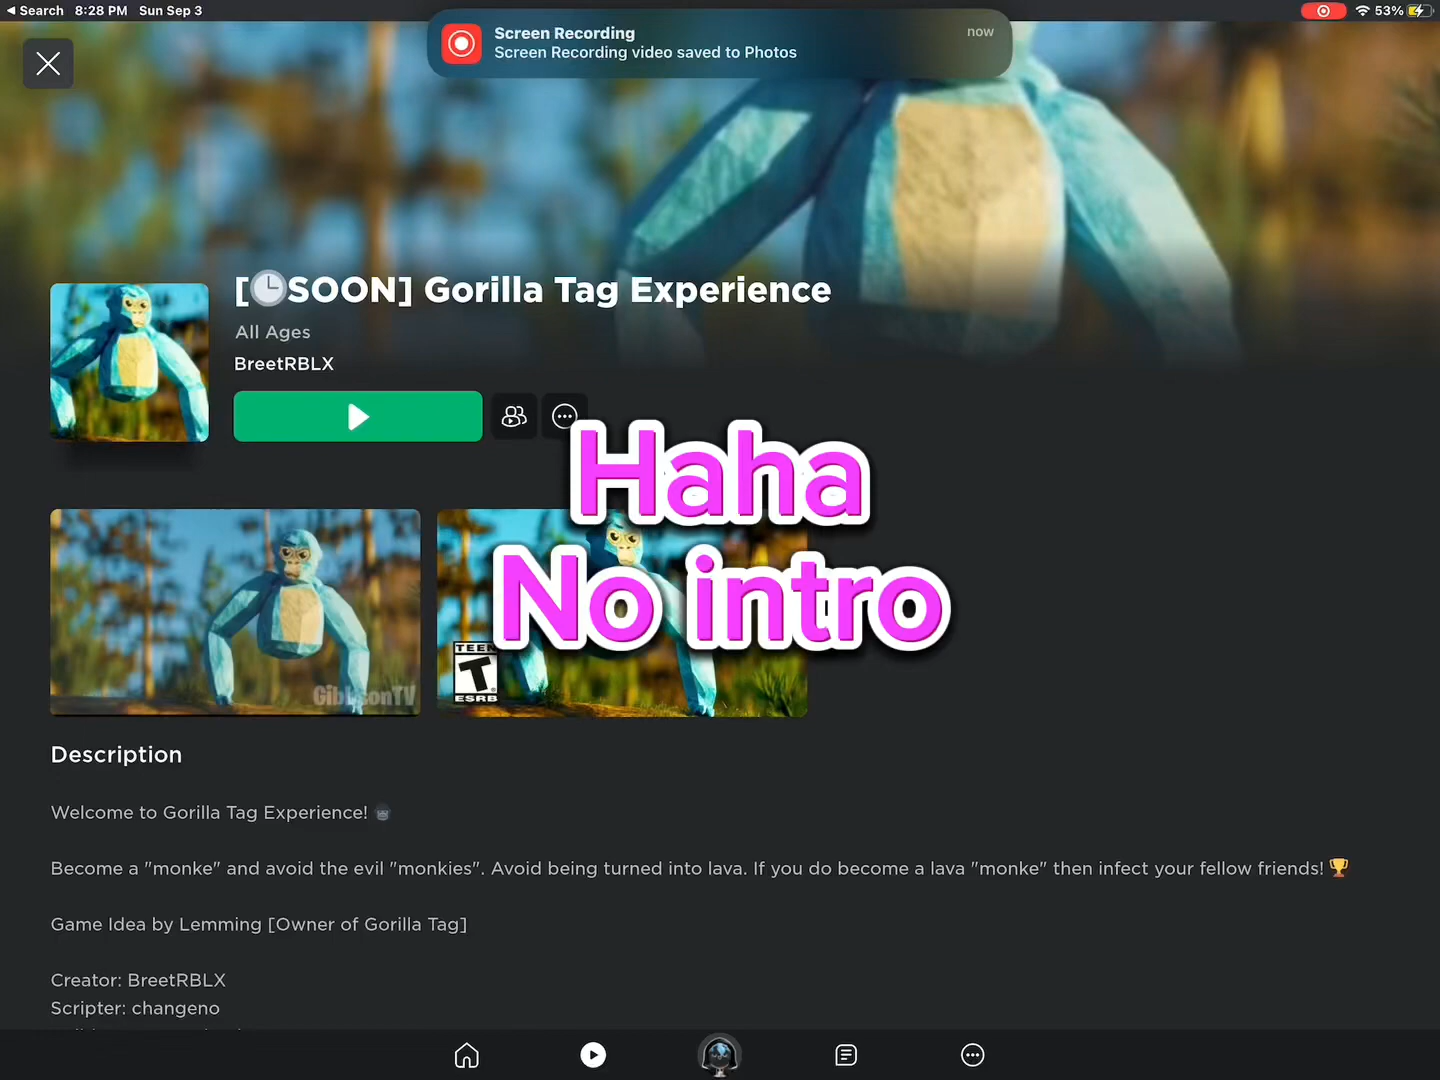 Search 8:28 PM Sun Sep 3
53%
Screen Recording
now
Screen Recording video saved to Photos
[🕒SOON] Gorilla Tag Experience
All Ages
BreetRBLX
Haha
No intro
TEEN
T
ESRB
Description
Welcome to Gorilla Tag Experience! 🦍
Become a "monke" and avoid the evil "monkies". Avoid being turned into lava. If you do become a lava "monke" then infect your fellow friends! 🏆
Game Idea by Lemming [Owner of Gorilla Tag]
Creator: BreetRBLX
Scripter: changeno